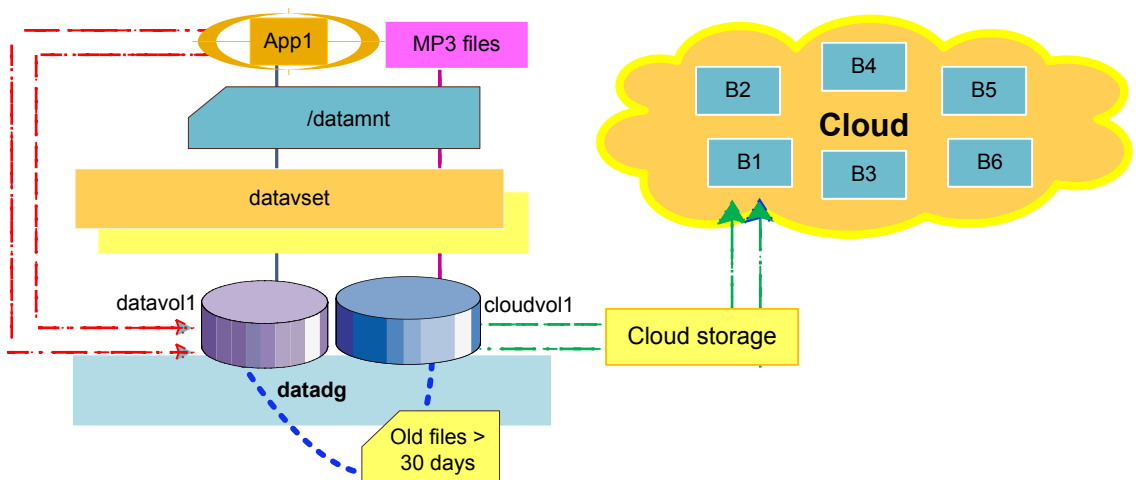 App1
MP3 files
/datamnt
datavset
datavol1
cloudvol1
datadg
Old files >
30 days
Cloud storage
B4
B2
B5
Cloud
B1
B3
B6